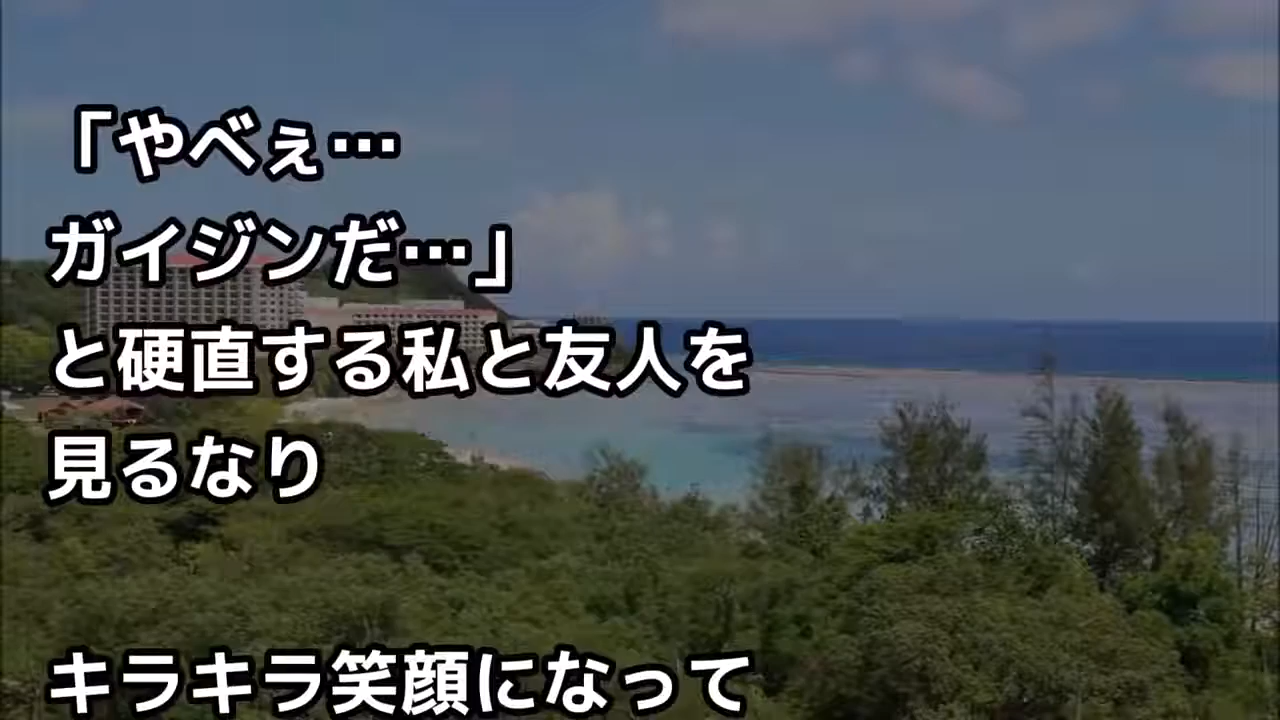 「やべぇ…
ガイジンだ…」
と硬直する私と友人を
見るなり
キラキラ笑顔になって